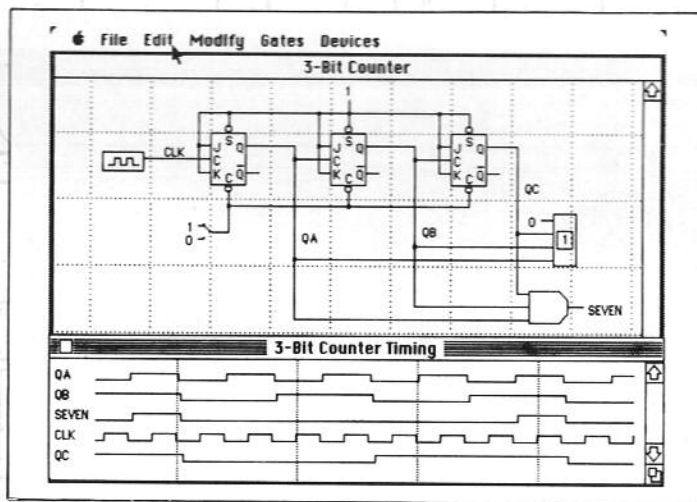 File Edit Modify Gates Devices
3-Bit Counter
1
CLK
J S Q
C
K C Q
J S Q
C
K C Q
J S Q
C
K C Q
1
0
QA
QB
QC
0
1
SEVEN
3-Bit Counter Timing
QA
QB
SEVEN
CLK
QC